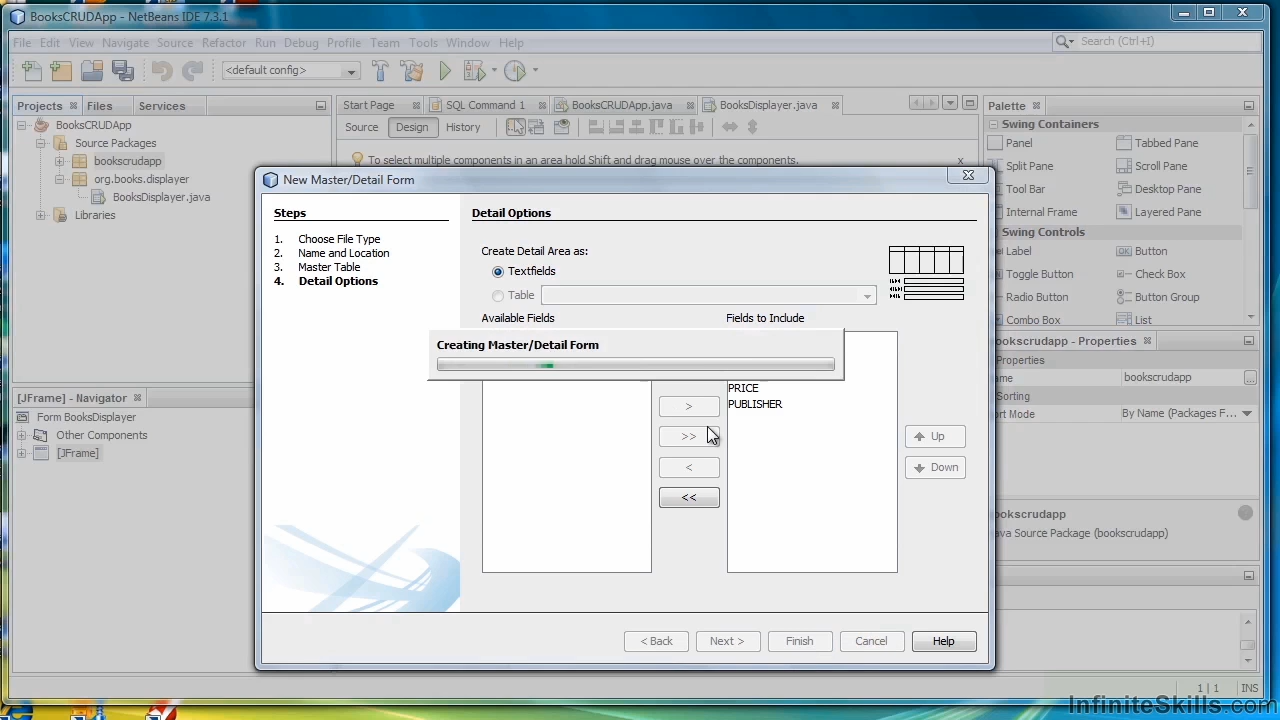 BooksCRUDApp - NetBeans IDE 7.3.1
File Edit View Navigate Source Refactor Run Debug Profile Team Tools Window Help
Search (Ctrl+I)
<default config>
Projects Files Services
Start Page SQL Command 1 BooksCRUDApp.java BooksDisplayer.java
Palette
BooksCRUDApp
Source Packages
bookscrudapp
org.books.displayer
BooksDisplayer.java
Libraries
Source Design History
To select multiple components in an area hold Shift and drag mouse over the components. x
Swing Containers
Panel Tabbed Pane
Split Pane Scroll Pane
Tool Bar Desktop Pane
Internal Frame Layered Pane
Swing Controls
Label Button
Toggle Button Check Box
Radio Button Button Group
Combo Box List
New Master/Detail Form
Steps
1. Choose File Type
2. Name and Location
3. Master Table
4. Detail Options
Detail Options
Create Detail Area as:
Textfields
Table
Available Fields Fields to Include
Creating Master/Detail Form
PRICE
PUBLISHER
>
>>
<
<<
Up
Down
< Back Next > Finish Cancel Help
[JFrame] - Navigator
Form BooksDisplayer
Other Components
[JFrame]
ookscrudapp - Properties
Properties
ame bookscrudapp ...
orting
ort Mode By Name (Packages F...
ookscrudapp
ava Source Package (bookscrudapp)
1 | 1 INS
InfiniteSkills.com